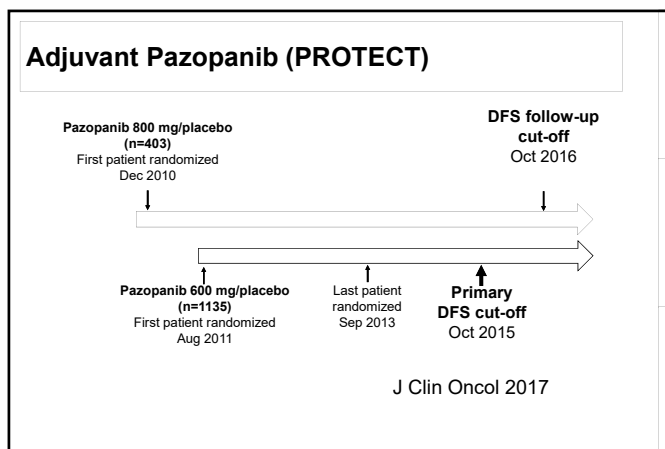 Adjuvant Pazopanib (PROTECT)
Pazopanib 800 mg/placebo
(n=403)
First patient randomized
Dec 2010
DFS follow-up
cut-off
Oct 2016
Pazopanib 600 mg/placebo
(n=1135)
First patient randomized
Aug 2011
Last patient
randomized
Sep 2013
Primary
DFS cut-off
Oct 2015
J Clin Oncol 2017